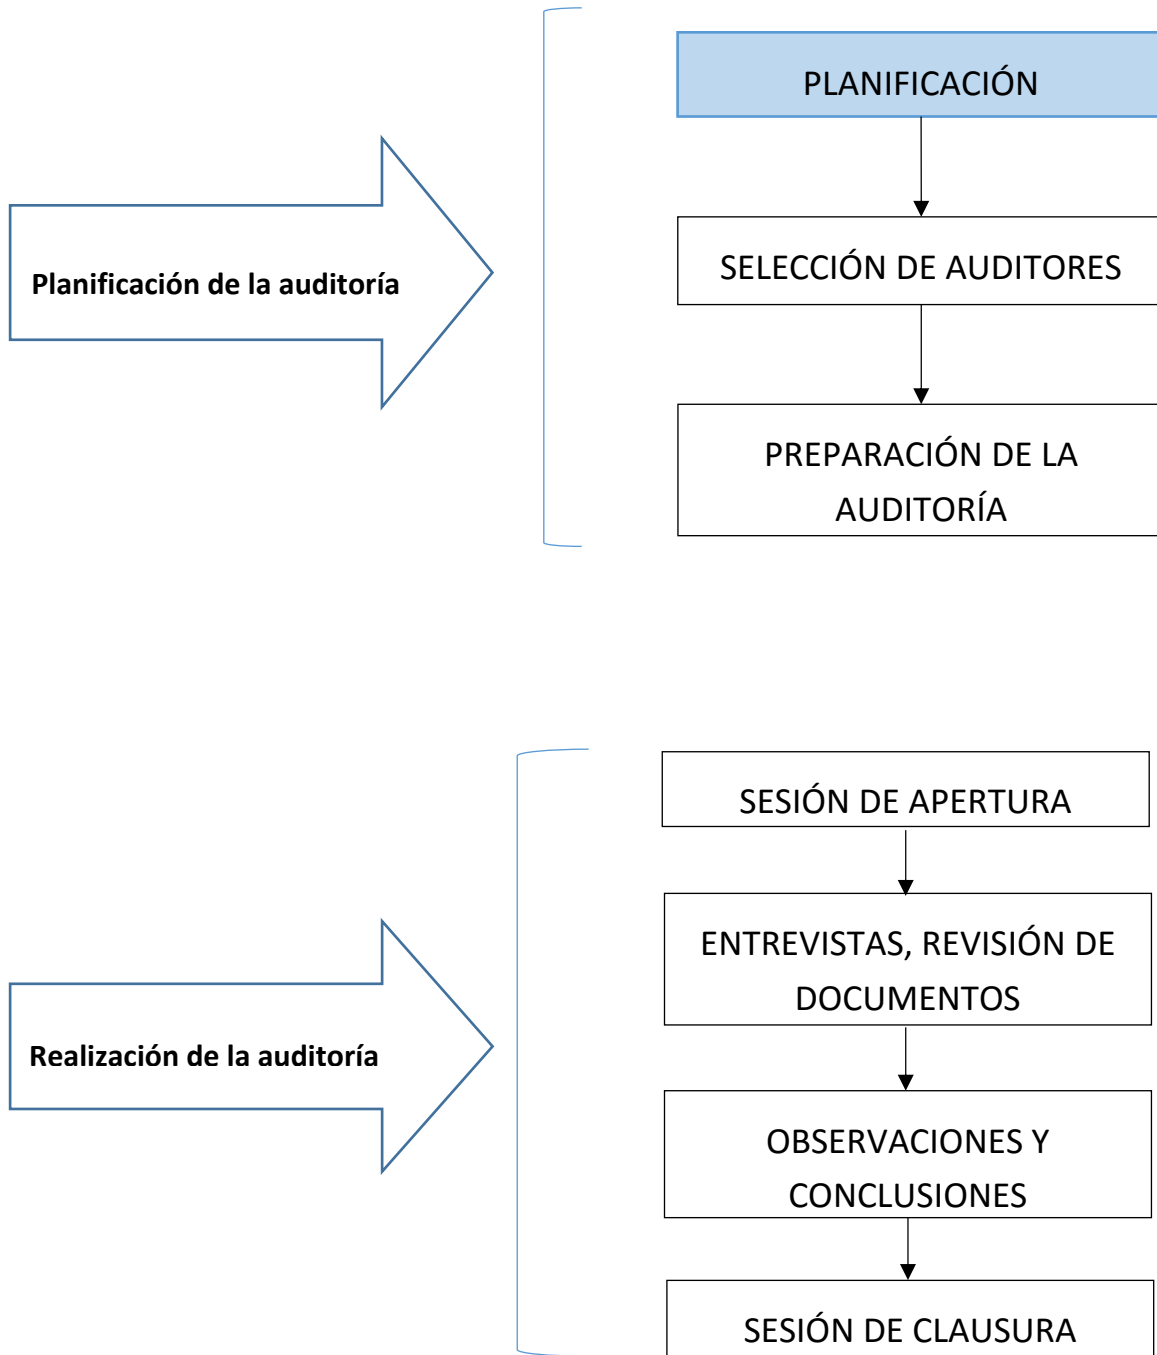 PLANIFICACIÓN
Planificación de la auditoría
SELECCIÓN DE AUDITORES
PREPARACIÓN DE LA
AUDITORÍA
SESIÓN DE APERTURA
ENTREVISTAS, REVISIÓN DE
DOCUMENTOS
Realización de la auditoría
OBSERVACIONES Y
CONCLUSIONES
SESIÓN DE CLAUSURA